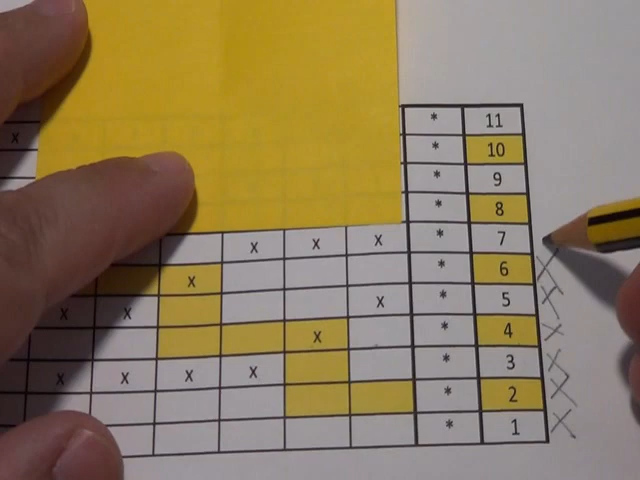 * 11
x * 10
* 9
* 8
x x x * 7
x * 6
x x x * 5
x * 4
x x x x * 3
* 2
* 1